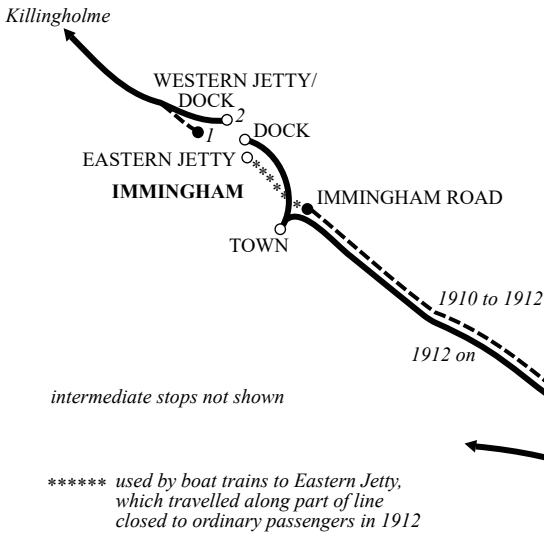 Killingholme
WESTERN JETTY/
DOCK
2
1
DOCK
EASTERN JETTY
IMMINGHAM
IMMINGHAM ROAD
TOWN
1910 to 1912
1912 on
intermediate stops not shown
****** used by boat trains to Eastern Jetty,
which travelled along part of line
closed to ordinary passengers in 1912